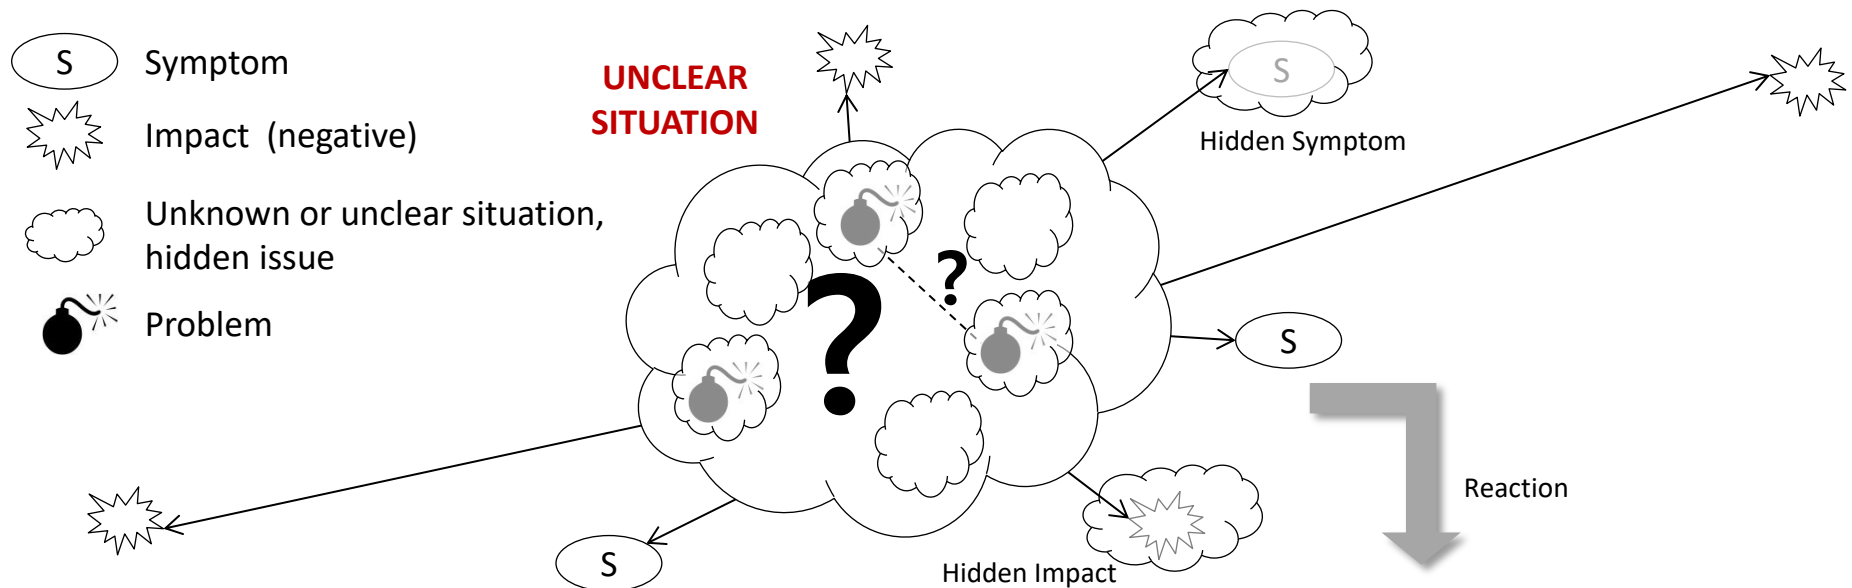 S
Symptom
Impact (negative)
Unknown or unclear situation,
hidden issue
Problem
UNCLEAR
SITUATION
S
Hidden Symptom
?
?
S
Reaction
S
Hidden Impact